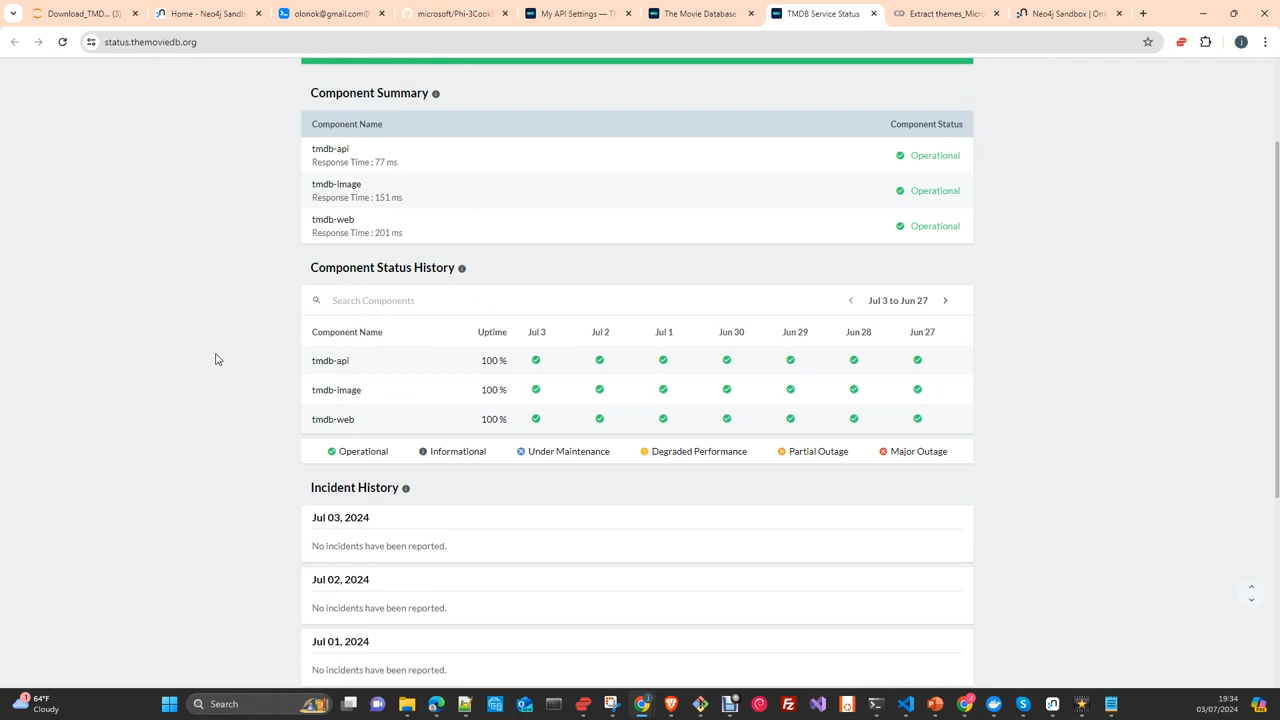 Download_TMD... (3)
Home - Neo4j Sandb
olonok@gmail.com@
microsoft/Phi-3Cookl
My API Settings — Th
The Movie Database
TMDB Service Status
Extract themes_Micro
Neo4j Sandbox | Onli
status.themoviedb.org
Component Summary
Component Name Component Status
tmdb-api
Response Time : 77 ms
Operational
tmdb-image
Response Time : 151 ms
Operational
tmdb-web
Response Time : 201 ms
Operational
Component Status History
Search Components Jul 3 to Jun 27
Component Name Uptime Jul 3 Jul 2 Jul 1 Jun 30 Jun 29 Jun 28 Jun 27
tmdb-api 100 %
tmdb-image 100 %
tmdb-web 100 %
Operational Informational Under Maintenance Degraded Performance Partial Outage Major Outage
Incident History
Jul 03, 2024
No incidents have been reported.
Jul 02, 2024
No incidents have been reported.
Jul 01, 2024
No incidents have been reported.
64°F
Cloudy
Search
19:34
03/07/2024